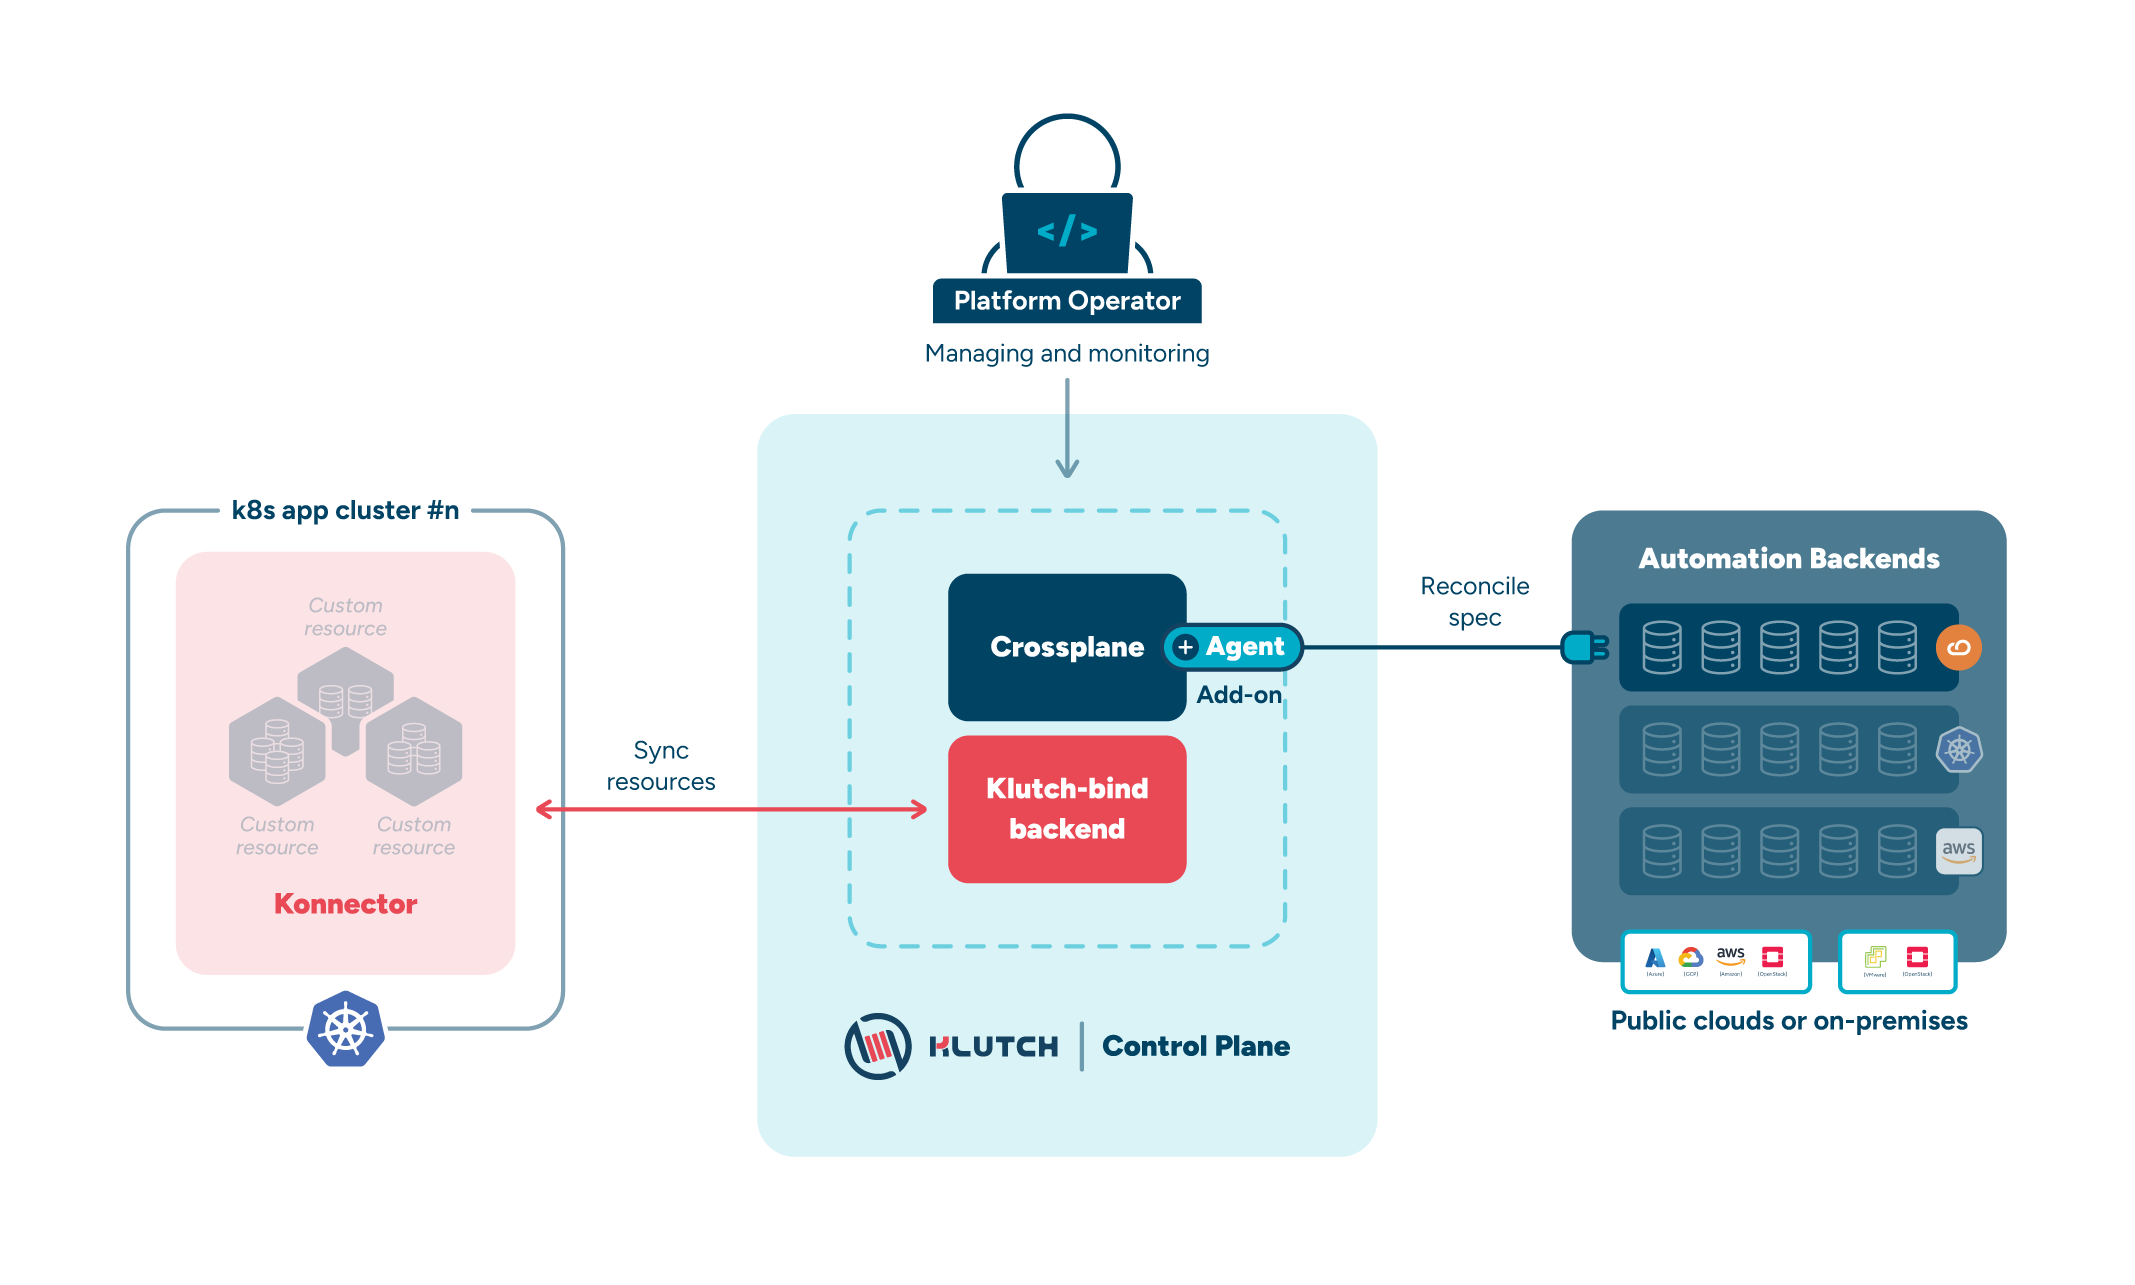 </>
Platform Operator
Managing and monitoring
k8s app cluster #n
Custom
resource
Custom
resource
Custom
resource
Konnector
Sync
resources
Crossplane
+ Agent
Add-on
Klutch-bind
backend
KLUTCH | Control Plane
Reconcile
spec
Automation Backends
aws
aws
(Azure) (GCP) (Amazon) (OpenStack)
(VMware) (OpenStack)
Public clouds or on-premises